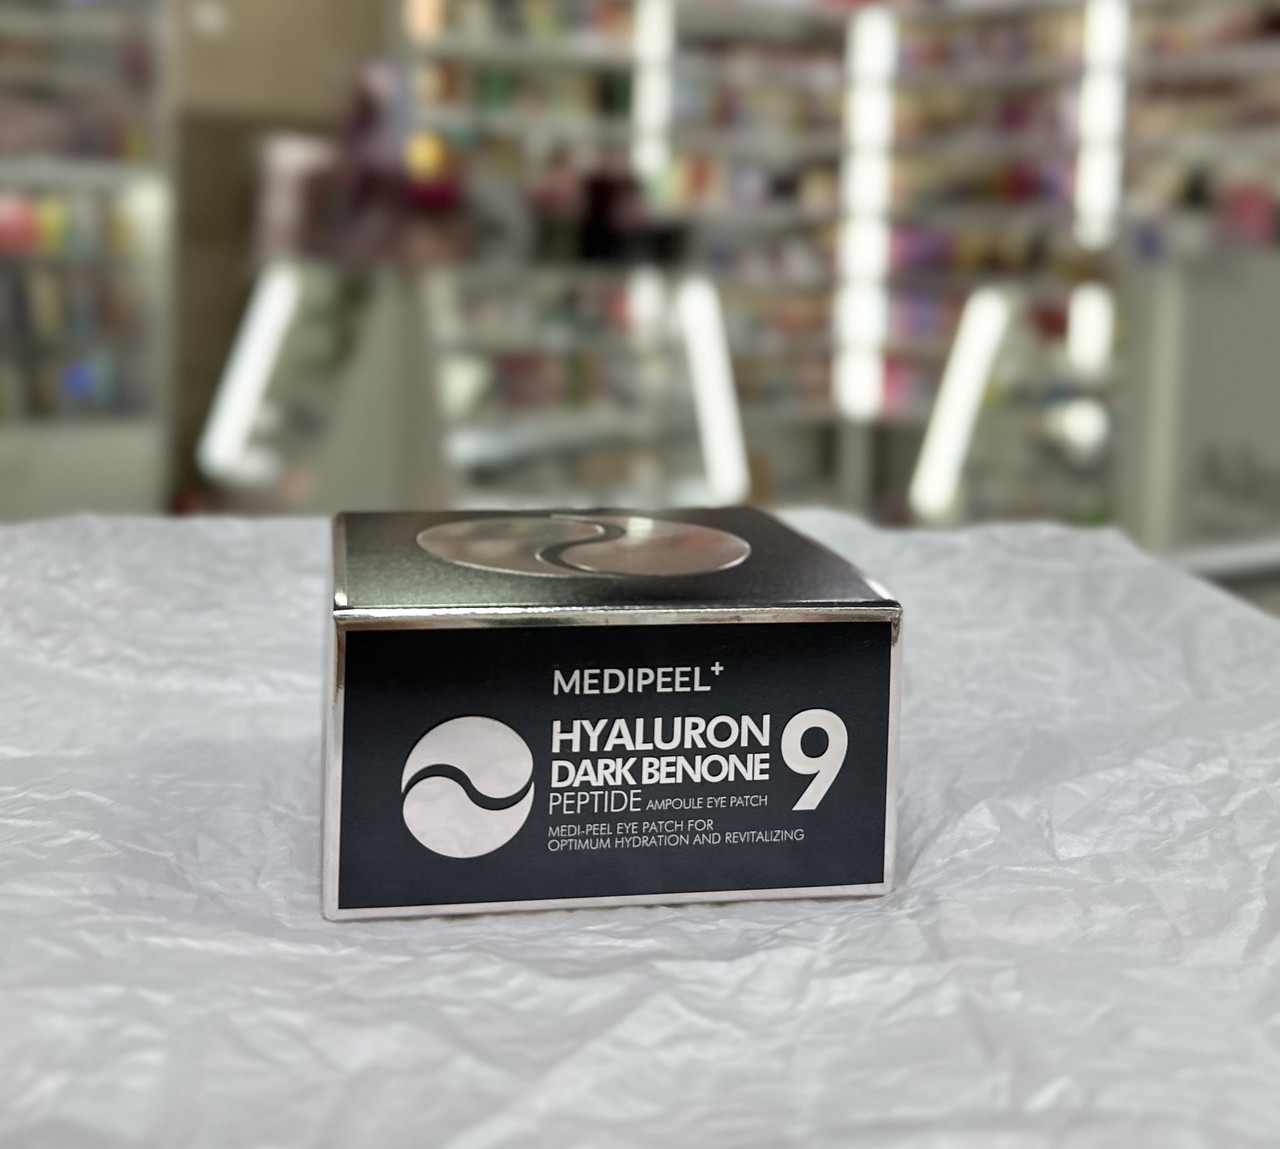 MEDIPEEL+
HYALURON
DARK BENONE 9
PEPTIDE AMPOULE EYE PATCH
MEDI-PEEL EYE PATCH FOR
OPTIMUM HYDRATION AND REVITALIZING